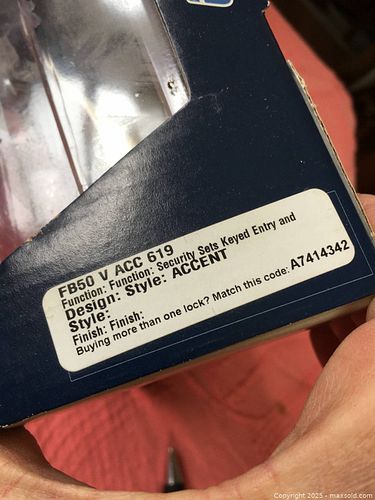 FB50 V ACC 619
Function: Function: Security Sets Keyed Entry and
Design: Style: ACCENT
Style:
Finish: Finish:
Buying more than one lock? Match this code: A7414342
Copyright 2025 - maxsold.com